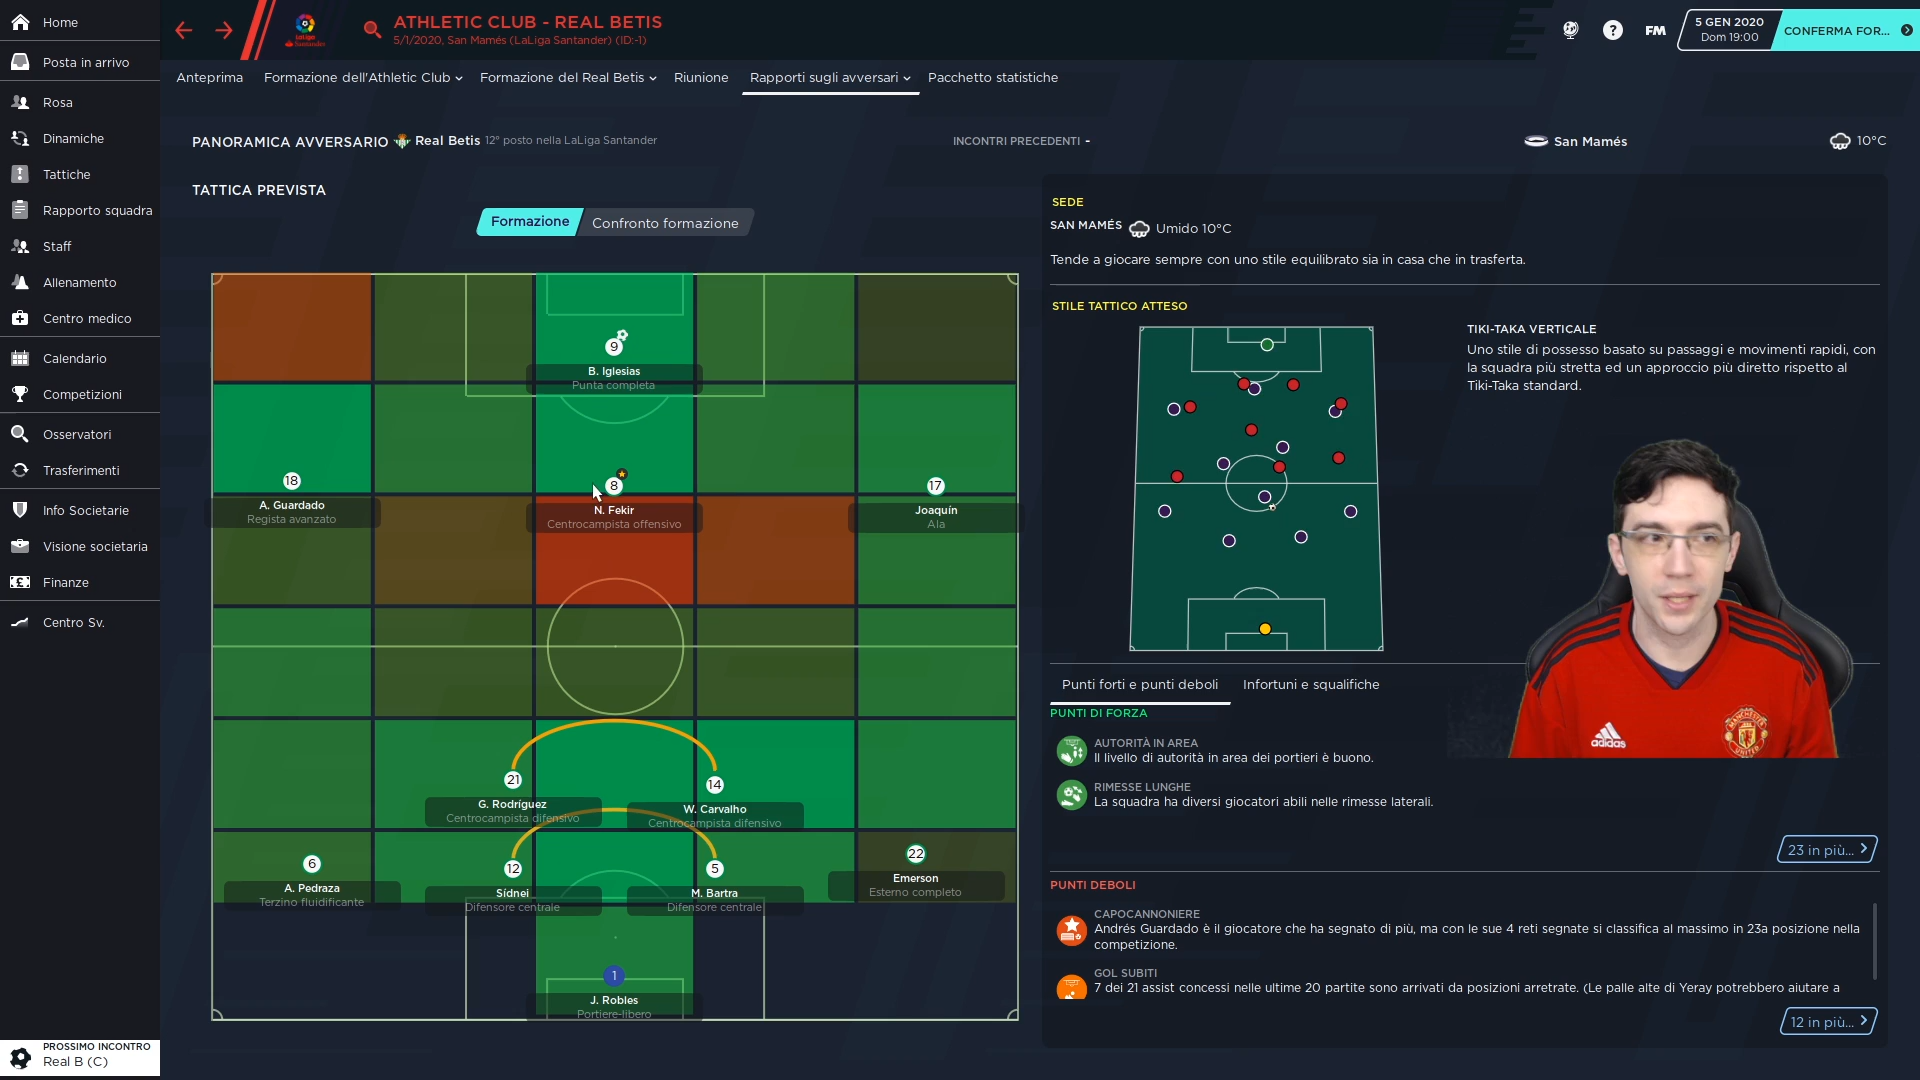 Home
Posta in arrivo
Rosa
Dinamiche
Tattiche
Rapporto squadra
Staff
Allenamento
Centro medico
Calendario
Competizioni
Osservatori
Trasferimenti
Info Societarie
Visione societaria
Finanze
Centro Sv.
PROSSIMO INCONTRO
Real B (C)
ATHLETIC CLUB - REAL BETIS
5/1/2020, San Mamés (LaLiga Santander) (ID:-1)
FM
5 GEN 2020
Dom 19:00
CONFERMA FOR...
Anteprima Formazione dell'Athletic Club Formazione del Real Betis Riunione Rapporti sugli avversari Pacchetto statistiche
PANORAMICA AVVERSARIO Real Betis 12° posto nella LaLiga Santander
INCONTRI PRECEDENTI -
San Mamés
10°C
TATTICA PREVISTA
Formazione Confronto formazione
9
B. Iglesias
Punta completa
18
A. Guardado
Regista avanzato
8
N. Fekir
Centrocampista offensivo
17
Joaquín
Ala
21
G. Rodríguez
Centrocampista difensivo
14
W. Carvalho
Centrocampista difensivo
6
A. Pedraza
Terzino fluidificante
12
Sídnei
Difensore centrale
5
M. Bartra
Difensore centrale
22
Emerson
Esterno completo
1
J. Robles
Portiere-libero
SEDE
SAN MAMÉS Umido 10°C
Tende a giocare sempre con uno stile equilibrato sia in casa che in trasferta.
STILE TATTICO ATTESO
TIKI-TAKA VERTICALE
Uno stile di possesso basato su passaggi e movimenti rapidi, con
la squadra più stretta ed un approccio più diretto rispetto al
Tiki-Taka standard.
Punti forti e punti deboli Infortuni e squalifiche
PUNTI DI FORZA
AUTORITÀ IN AREA
Il livello di autorità in area dei portieri è buono.
RIMESSE LUNGHE
La squadra ha diversi giocatori abili nelle rimesse laterali.
23 in più...
PUNTI DEBOLI
CAPOCANNONIERE
Andrés Guardado è il giocatore che ha segnato di più, ma con le sue 4 reti segnate si classifica al massimo in 23a posizione nella
competizione.
GOL SUBITI
7 dei 21 assist concessi nelle ultime 20 partite sono arrivati da posizioni arretrate. (Le palle alte di Yeray potrebbero aiutare a
12 in più...
adidas